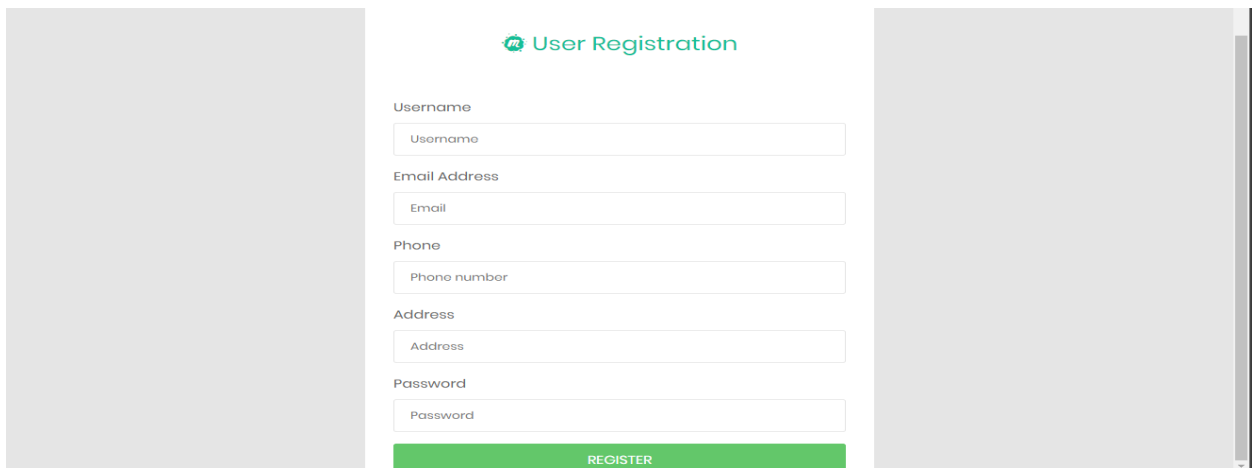 User Registration
Username
Username
Email Address
Email
Phone
Phone number
Address
Address
Password
Password
REGISTER